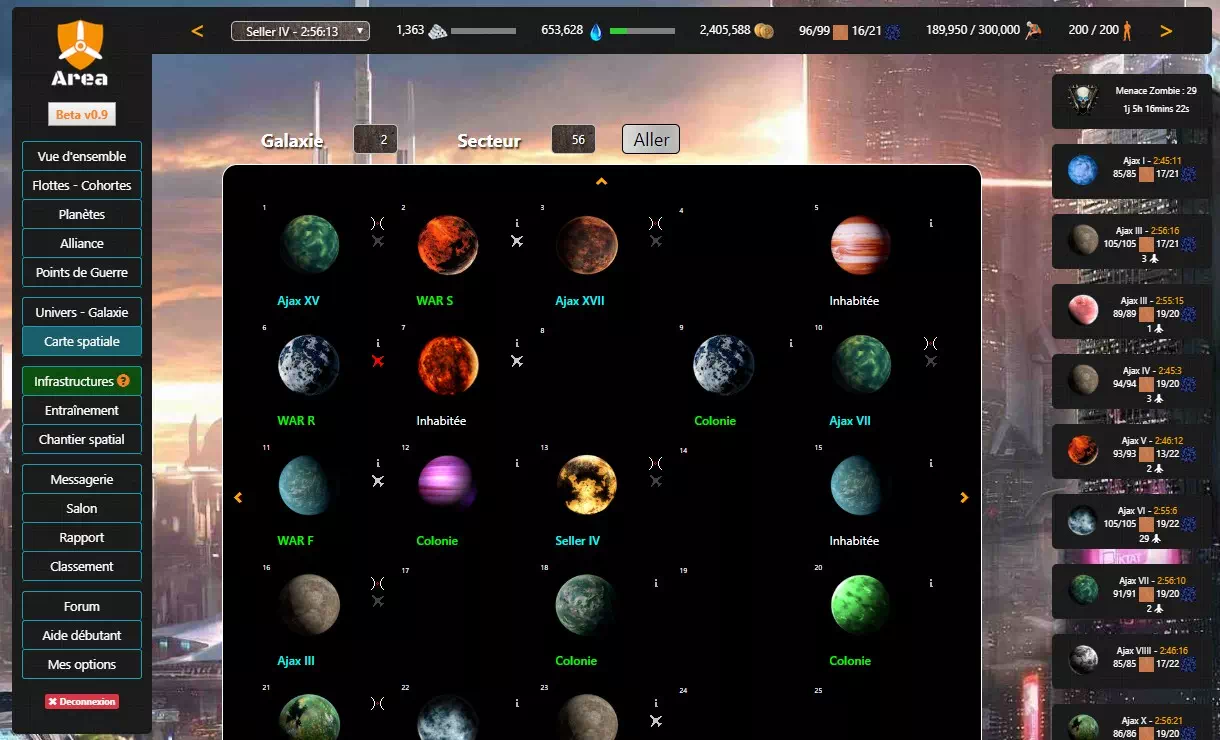 Area
Beta v0.9
Vue d'ensemble
Flottes - Cohortes
Planètes
Alliance
Points de Guerre
Univers - Galaxie
Carte spatiale
Infrastructures ?
Entraînement
Chantier spatial
Messagerie
Salon
Rapport
Classement
Forum
Aide débutant
Mes options
✖ Deconnexion
< Seller IV - 2:56:13 ▼ 1,363 653,628 2,405,588 96/99 16/21 189,950 / 300,000 200 / 200 >
Galaxie 2 Secteur 56 Aller
1 2 i 3 4 5 i
Ajax XV WAR S Ajax XVII Inhabitée
6 i 7 i 8 9 i 10
WAR R Inhabitée Colonie Ajax VII
11 i 12 i 13 14 15 i
WAR F Colonie Seller IV Inhabitée
16 17 18 i 19 20 i
Ajax III Colonie Colonie
21 22 i 23 i 24 25
Menace Zombie : 29
1j 5h 16mins 22s
Ajax I - 2:45:11
85/85 17/21
Ajax III - 2:56:16
105/105 17/21
3
Ajax III - 2:55:15
89/89 19/20
1
Ajax IV - 2:45:3
94/94 19/20
3
Ajax V - 2:46:12
93/93 13/22
2
Ajax VI - 2:55:6
105/105 19/22
29
Ajax VII - 2:56:10
91/91 19/20
2
Ajax VIIII - 2:46:16
85/85 17/22
Ajax X - 2:56:21
86/86 19/20